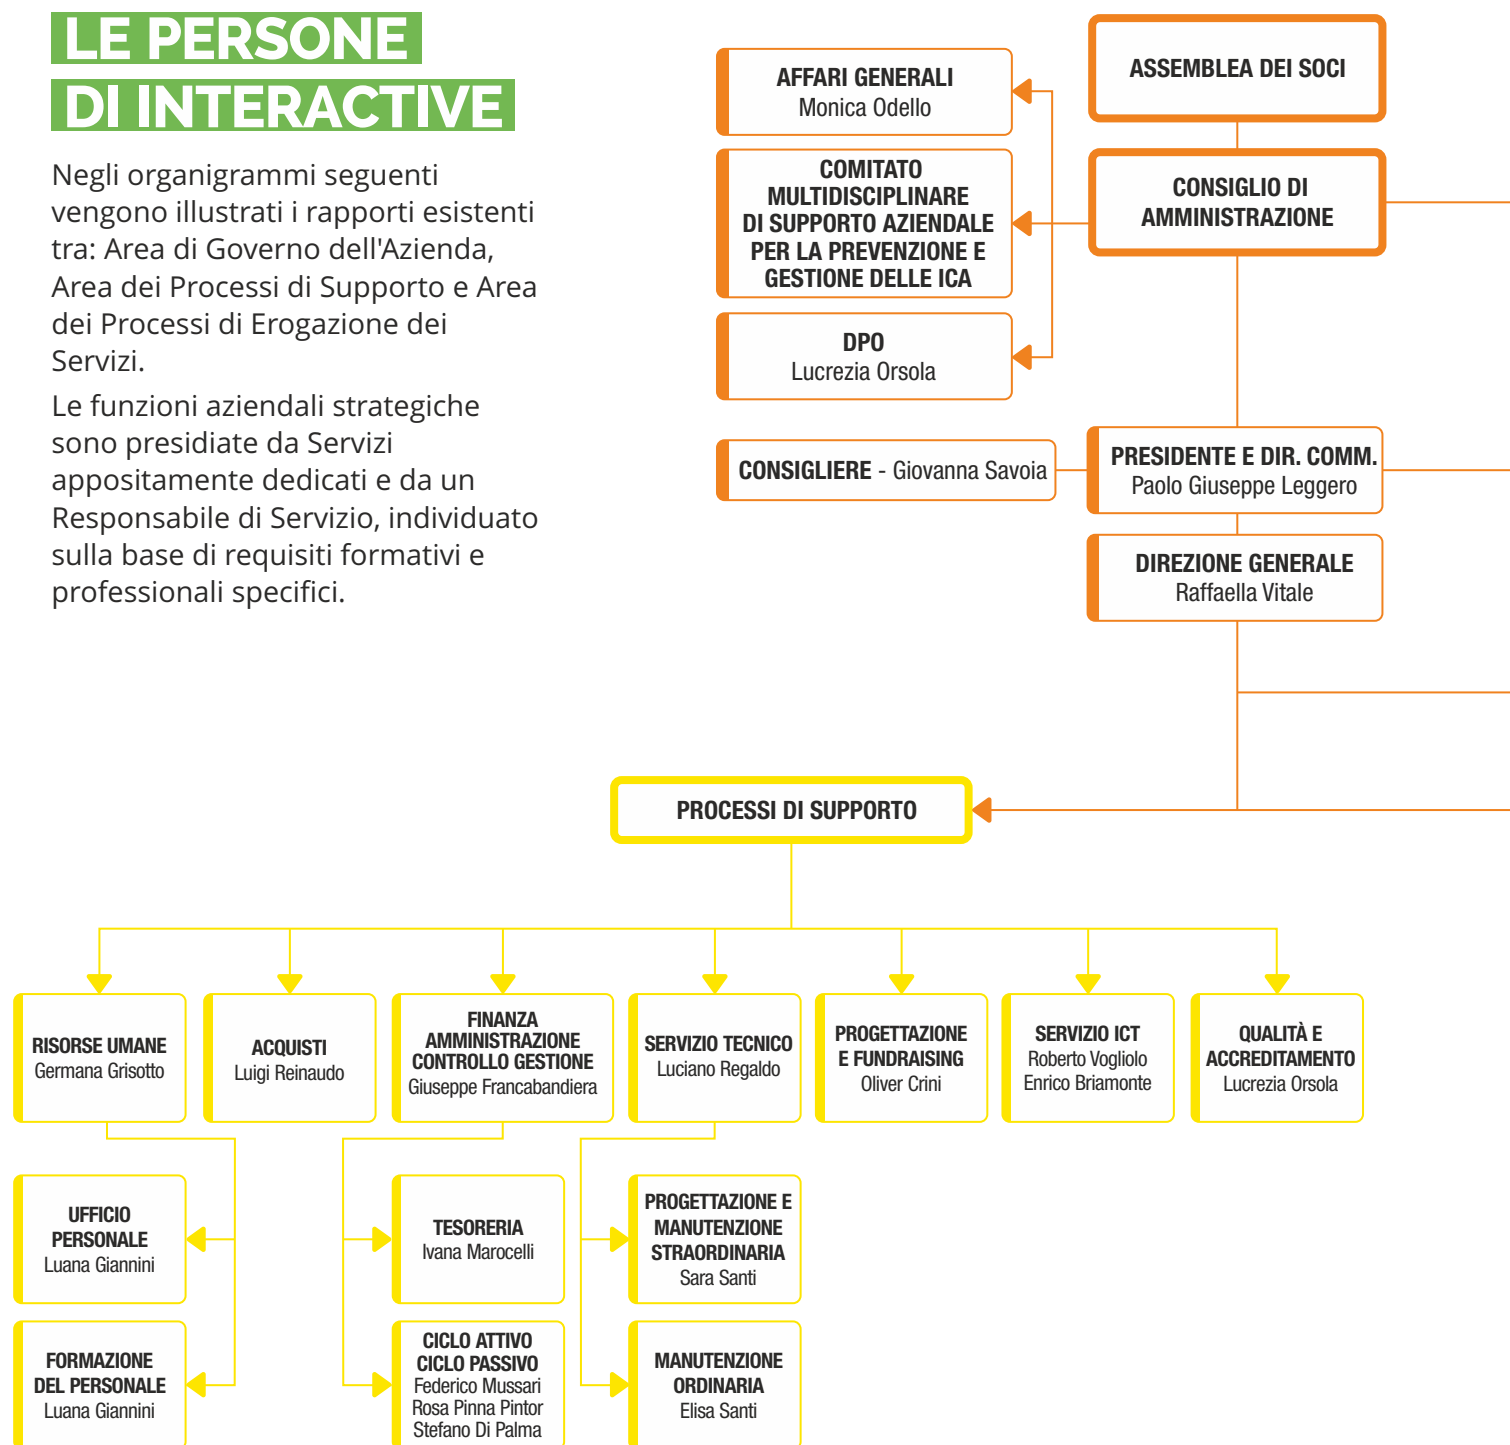 LE PERSONE
DI INTERACTIVE
Negli organigrammi seguenti
vengono illustrati i rapporti esistenti
tra: Area di Governo dell'Azienda,
Area dei Processi di Supporto e Area
dei Processi di Erogazione dei
Servizi.
Le funzioni aziendali strategiche
sono presidiate da Servizi
appositamente dedicati e da un
Responsabile di Servizio, individuato
sulla base di requisiti formativi e
professionali specifici.
ASSEMBLEA DEI SOCI
AFFARI GENERALI
Monica Odello
COMITATO
MULTIDISCIPLINARE
DI SUPPORTO AZIENDALE
PER LA PREVENZIONE E
GESTIONE DELLE ICA
CONSIGLIO DI
AMMINISTRAZIONE
DPO
Lucrezia Orsola
CONSIGLIERE - Giovanna Savoia
PRESIDENTE E DIR. COMM.
Paolo Giuseppe Leggero
DIREZIONE GENERALE
Raffaella Vitale
PROCESSI DI SUPPORTO
RISORSE UMANE
Germana Grisotto
ACQUISTI
Luigi Reinaudo
FINANZA
AMMINISTRAZIONE
CONTROLLO GESTIONE
Giuseppe Francabandiera
SERVIZIO TECNICO
Luciano Regaldo
PROGETTAZIONE
E FUNDRAISING
Oliver Crini
SERVIZIO ICT
Roberto Vogliolo
Enrico Briamonte
QUALITÀ E
ACCREDITAMENTO
Lucrezia Orsola
UFFICIO
PERSONALE
Luana Giannini
TESORERIA
Ivana Marocelli
PROGETTAZIONE E
MANUTENZIONE
STRAORDINARIA
Sara Santi
FORMAZIONE
DEL PERSONALE
Luana Giannini
CICLO ATTIVO
CICLO PASSIVO
Federico Mussari
Rosa Pinna Pintor
Stefano Di Palma
MANUTENZIONE
ORDINARIA
Elisa Santi